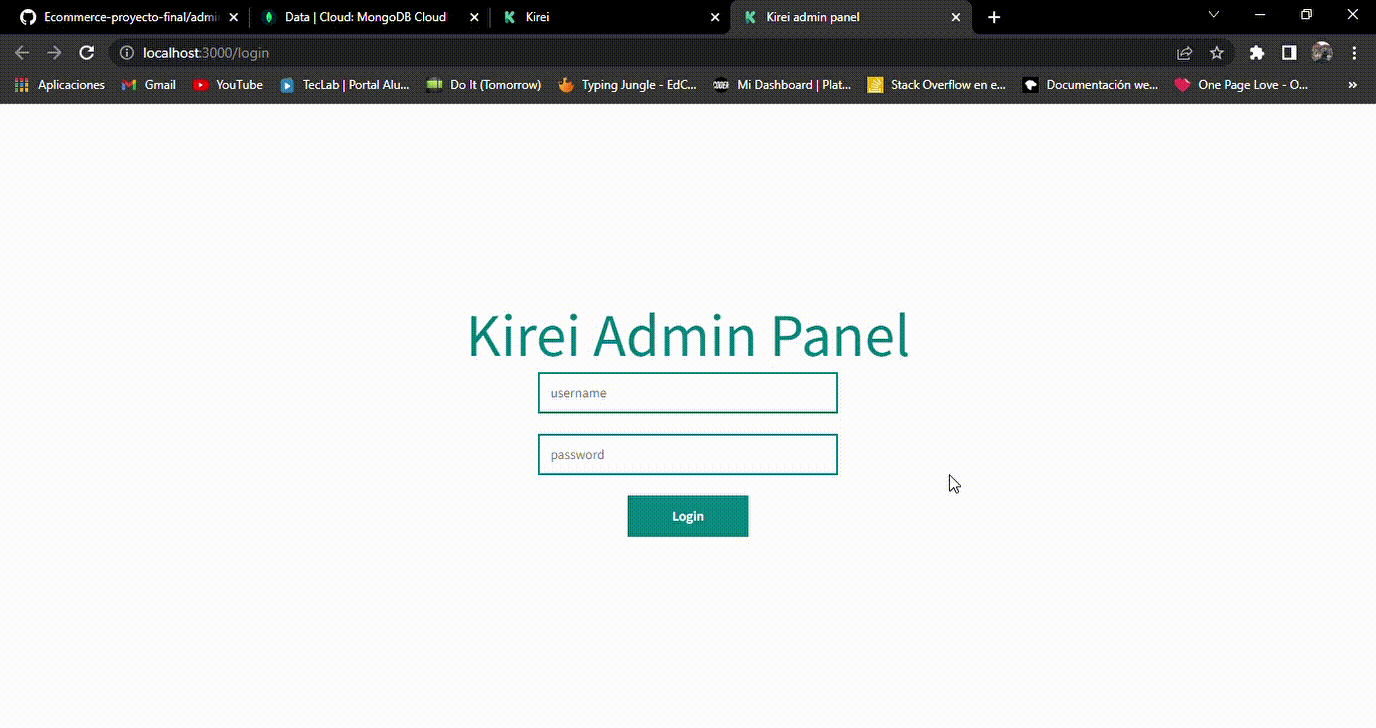 Ecommerce-proyecto-final/admi
Data | Cloud: MongoDB Cloud
Kirei
Kirei admin panel
localhost:3000/login
Aplicaciones
Gmail
YouTube
TecLab | Portal Alu...
Do It (Tomorrow)
Typing Jungle - EdC...
Mi Dashboard | Plat...
Stack Overflow en e...
Documentación we...
One Page Love - O...
Kirei Admin Panel
username
password
Login